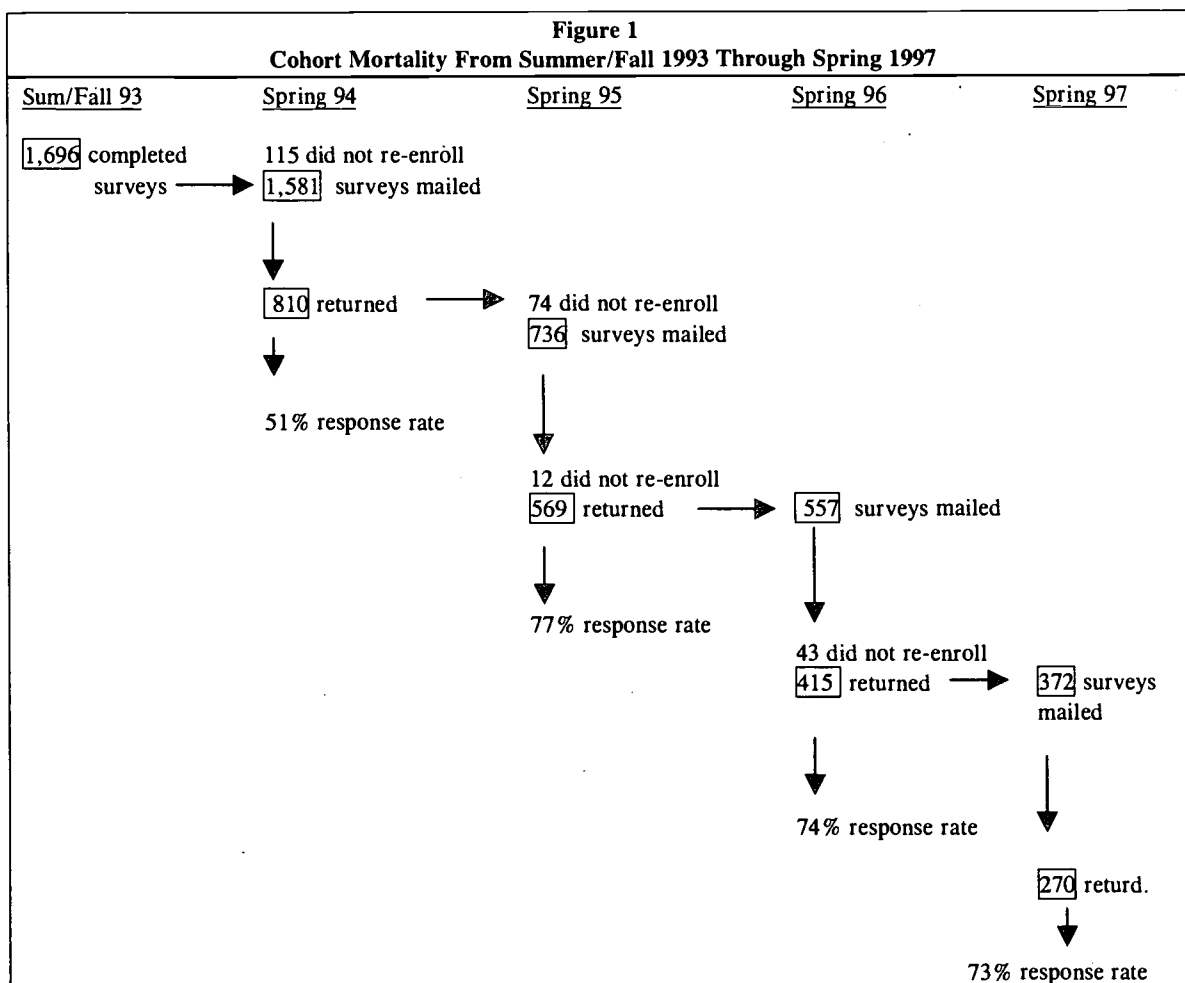 Figure 1
Cohort Mortality From Summer/Fall 1993 Through Spring 1997
Sum/Fall 93 Spring 94 Spring 95 Spring 96 Spring 97
1,696 completed surveys
115 did not re-enroll
1,581 surveys mailed
810 returned
51% response rate
74 did not re-enroll
736 surveys mailed
12 did not re-enroll
569 returned
77% response rate
557 surveys mailed
43 did not re-enroll
415 returned
74% response rate
372 surveys
mailed
270 returd.
73% response rate